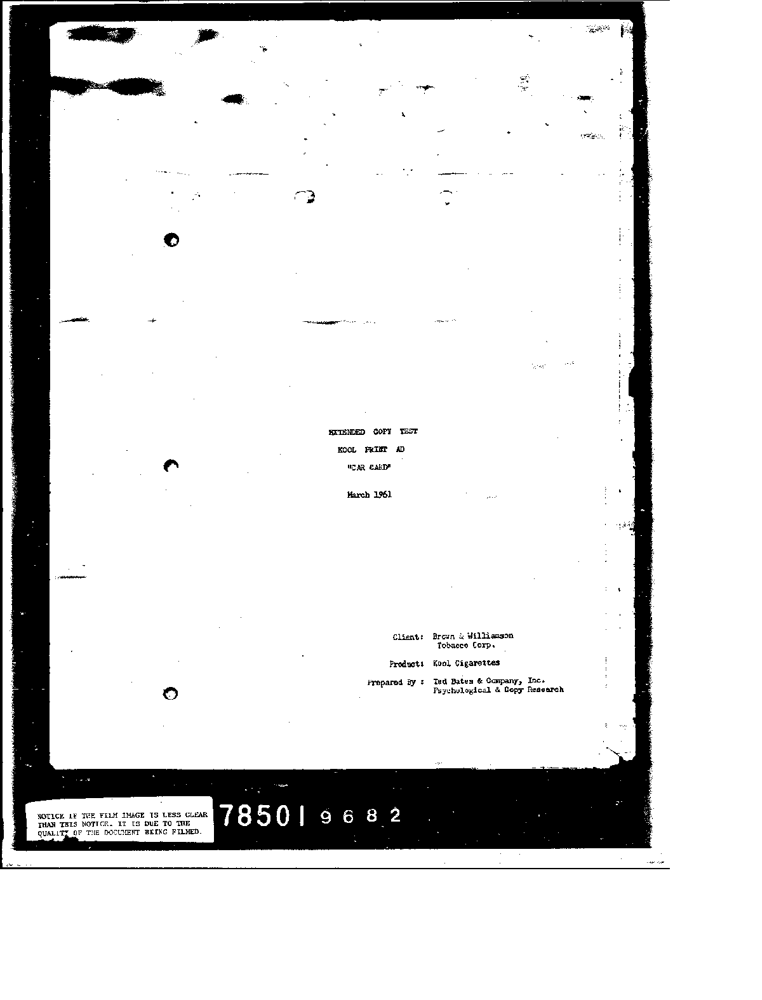 EXTENDED COPY TEST
KOOL PRINT AD
"CAR CARD"
March 1961
Client: Brown & Williamson
Tobacco Corp.
Product: Kool Cigarettes
Prepared By : Ted Bates & Company, Inc.
Psychological & Copy Research
NOTICE IF THE FILM IMAGE IS LESS CLEAR
THAN THIS NOTICE. IT IS DUE TO THE
QUALITY OF THE DOCUMENT BEING FILMED.
78501 9682